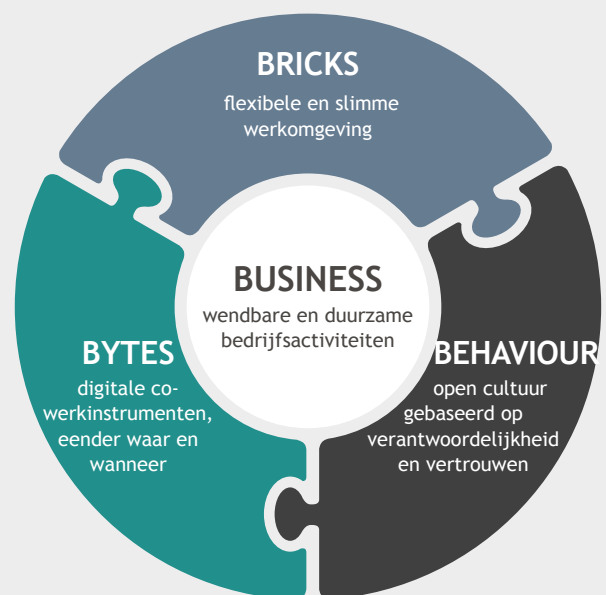 BRICKS
flexibele en slimme
werkomgeving
BUSINESS
wendbare en duurzame
bedrijfsactiviteiten
BYTES
digitale co-
werkinstrumenten,
eender waar en
wanneer
BEHAVIOUR
open cultuur
gebaseerd op
verantwoordelijkheid
en vertrouwen